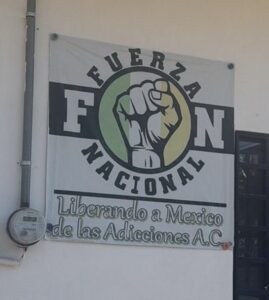 FUERZA
F N
NACIONAL
Liberando a Mexico
de las Adicciones A.C.